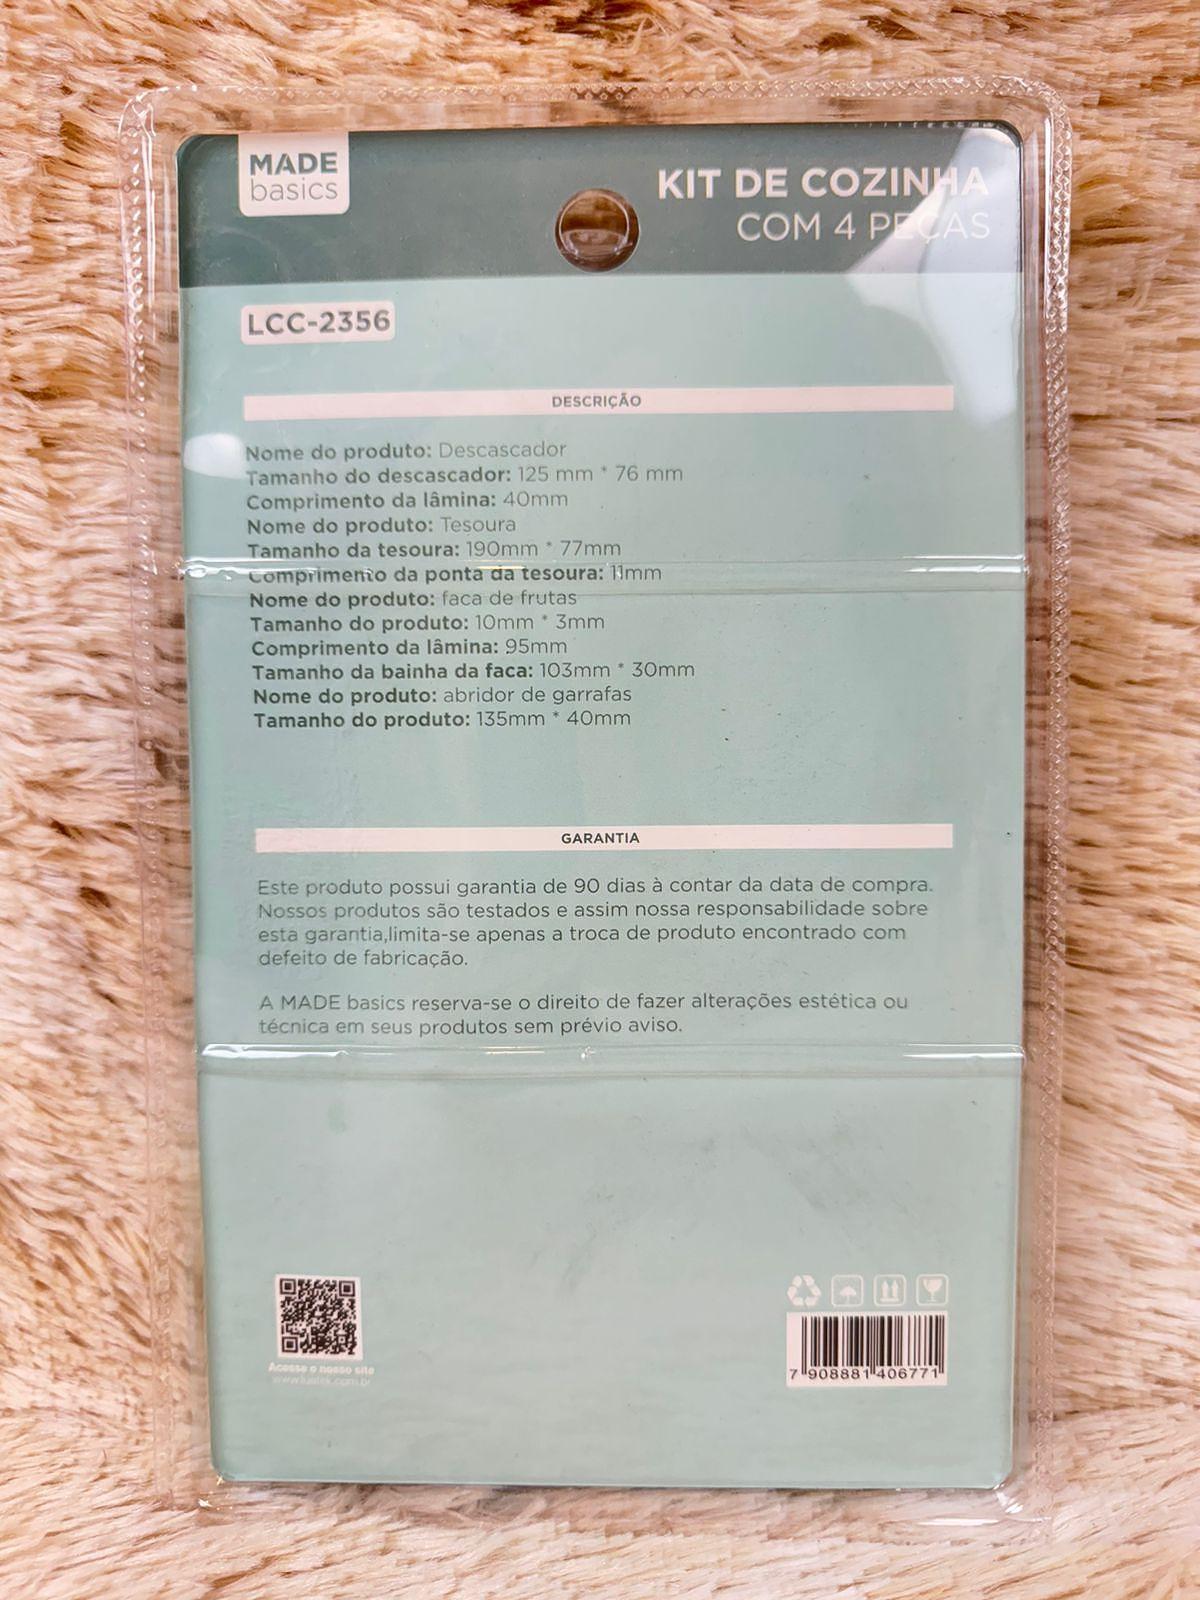 MADE
basics
KIT DE COZINHA
COM 4 PEÇAS
LCC-2356
DESCRIÇÃO
Nome do produto: Descascador
Tamanho do descascador: 125 mm * 76 mm
Comprimento da lâmina: 40mm
Nome do produto: Tesoura
Tamanho da tesoura: 190mm * 77mm
Comprimento da ponta da tesoura: 11mm
Nome do produto: faca de frutas
Tamanho do produto: 10mm * 3mm
Comprimento da lâmina: 95mm
Tamanho da bainha da faca: 103mm * 30mm
Nome do produto: abridor de garrafas
Tamanho do produto: 135mm * 40mm
GARANTIA
Este produto possui garantia de 90 dias à contar da data de compra.
Nossos produtos são testados e assim nossa responsabilidade sobre
esta garantia,limita-se apenas a troca de produto encontrado com
defeito de fabricação.
A MADE basics reserva-se o direito de fazer alterações estética ou
técnica em seus produtos sem prévio aviso.
Acesse o nosso site
7 908881 406771